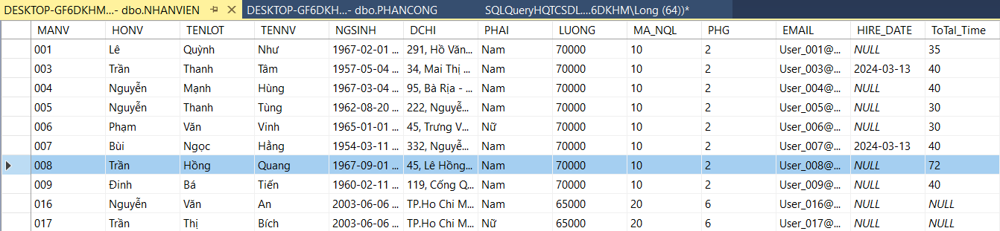 DESKTOP-GF6DKHM...- dbo.NHANVIEN DESKTOP-GF6DKH...- dbo.PHANCONG SQLQueryHQTCSDL....6DKHM\Long (64))*
MANV HONV TENLOT TENNV NGSINH DCHI PHAI LUONG MA_NQL PHG EMAIL HIRE_DATE ToTal_Time
001 Lê Quỳnh Như 1967-02-01 ... 291, Hồ Văn... Nam 70000 10 2 User_001@... NULL 35
003 Trần Thanh Tâm 1957-05-04 ... 34, Mai Thị ... Nam 70000 10 2 User_003@... 2024-03-13 40
004 Nguyễn Mạnh Hùng 1967-03-04 ... 95, Bà Rịa - ... Nam 70000 10 2 User_004@... NULL 40
005 Nguyễn Thanh Tùng 1962-08-20 ... 222, Nguyễ... Nam 70000 10 2 User_005@... NULL 30
006 Phạm Văn Vinh 1965-01-01 ... 45, Trưng V... Nữ 70000 10 2 User_006@... NULL 30
007 Bùi Ngọc Hằng 1954-03-11 ... 332, Nguyễ... Nam 70000 10 2 User_007@... 2024-03-13 40
008 Trần Hồng Quang 1967-09-01 ... 45, Lê Hồng... Nam 70000 10 2 User_008@... NULL 72
009 Đinh Bá Tiến 1960-02-11 ... 119, Cống Q... Nam 70000 10 2 User_009@... NULL 40
016 Nguyễn Văn An 2003-06-06 ... TP.Ho Chi M... Nam 65000 20 6 User_016@... NULL NULL
017 Trần Thị Bích 2003-06-06 ... TP.Ho Chi M... Nữ 65000 20 6 User_017@... NULL NULL